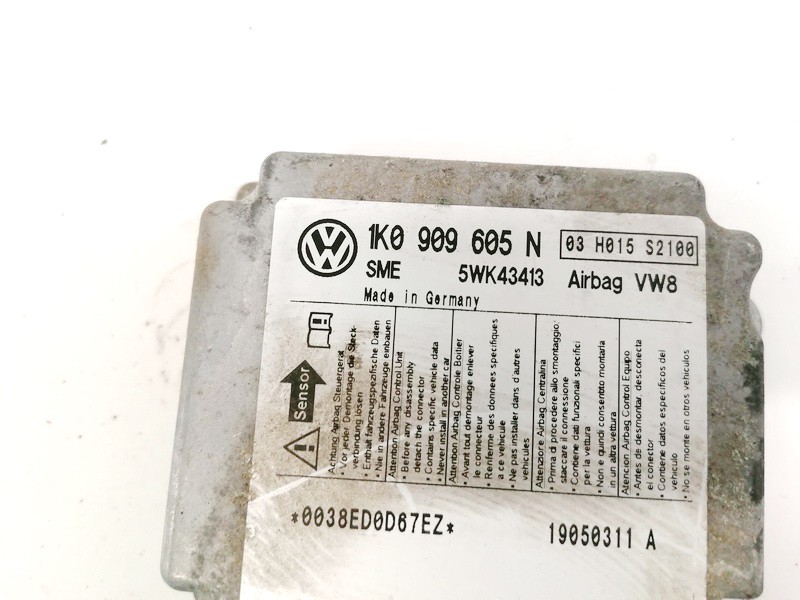 VW
1K0 909 605 N
03 H015 S2100
SME
5WK43413
Airbag VW8
Made in Germany
Sensor
Achtung Airbag Steuergerät
• Vor jeder Demontage die Steck-
verbindung lösen
• Enthält fahrzeugspezifische Daten
• Nie in andere Fahrzeuge einbauen
Attention Airbag Control Unit
• Before any disassembly
detach the connector
• Contains specific vehicle data
• Never install in another car
Attention Airbag Controle Boitier
• Avant tout demontage enlever
le connecteur
• Renferme des donnees specifiques
a ce vehicule
• Ne pas installer dans d'autres
vehicules
Attenzione Airbag Centralina
• Prima di procedere allo smontaggio:
staccare il connessione
• Contiene dati funzionali specifici
per la vettura
• Non e quindi consentito montarla
in un altra vettura
Atencion Airbag Control Equipo
• Antes de desmontar, desconecta
el conector
• Contiene datos especificos del
vehiculo
• No se monte en otros vehiculos
*0038ED0D67EZ*
19050311 A